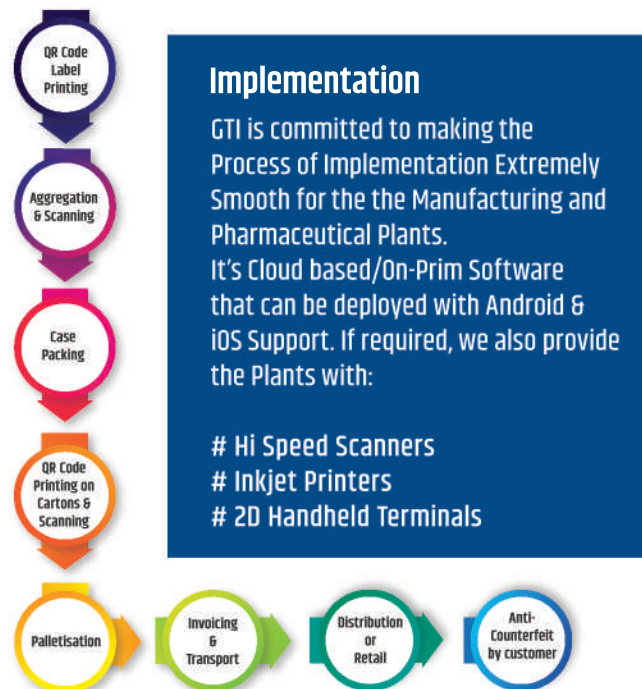 QR Code
Label
Printing
Aggregation
& Scanning
Case
Packing
QR Code
Printing on
Cartons &
Scanning
Palletisation
Invoicing
&
Transport
Distribution
or
Retail
Anti-
Counterfeit
by customer
Implementation
GTI is committed to making the
Process of Implementation Extremely
Smooth for the the Manufacturing and
Pharmaceutical Plants.
It's Cloud based/On-Prim Software
that can be deployed with Android &
iOS Support. If required, we also provide
the Plants with:
# Hi Speed Scanners
# Inkjet Printers
# 2D Handheld Terminals